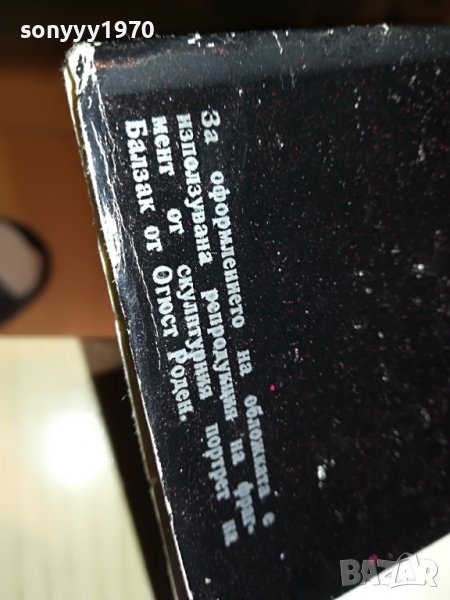 sonyyy1970
За оформлението на обложката е
използувана репродукция на фраг-
мент от скулптурния портрет на
Балзак от Огюст Роден.
BAZAR